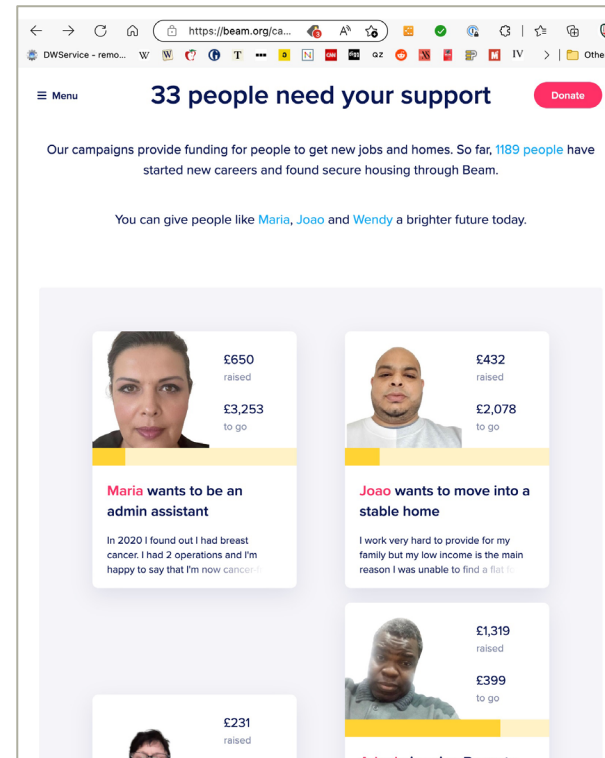 https://beam.org/ca...
DWService - remo...
W
W
T
N
CNN
QZ
M
IV
Othe
Menu
33 people need your support
Donate
Our campaigns provide funding for people to get new jobs and homes. So far, 1189 people have
started new careers and found secure housing through Beam.
You can give people like Maria, Joao and Wendy a brighter future today.
£650
raised
£3,253
to go
Maria wants to be an
admin assistant
In 2020 I found out I had breast
cancer. I had 2 operations and I'm
happy to say that I'm now cancer-f
£432
raised
£2,078
to go
Joao wants to move into a
stable home
I work very hard to provide for my
family but my low income is the main
reason I was unable to find a flat fo
£231
raised
£1,319
raised
£399
to go